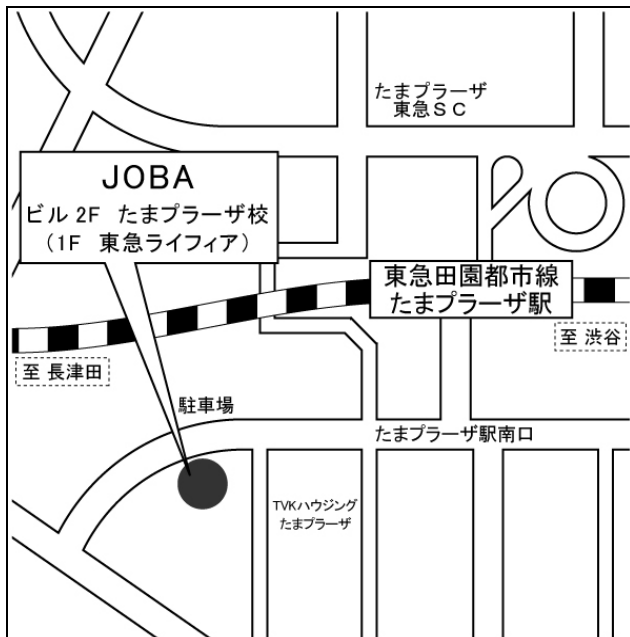 たまプラーザ
東急ＳＣ
JOBA
ビル 2F たまプラーザ校
（1F 東急ライフィア）
東急田園都市線
たまプラーザ駅
至 渋谷
至 長津田
駐車場
たまプラーザ駅南口
TVKハウジング
たまプラーザ